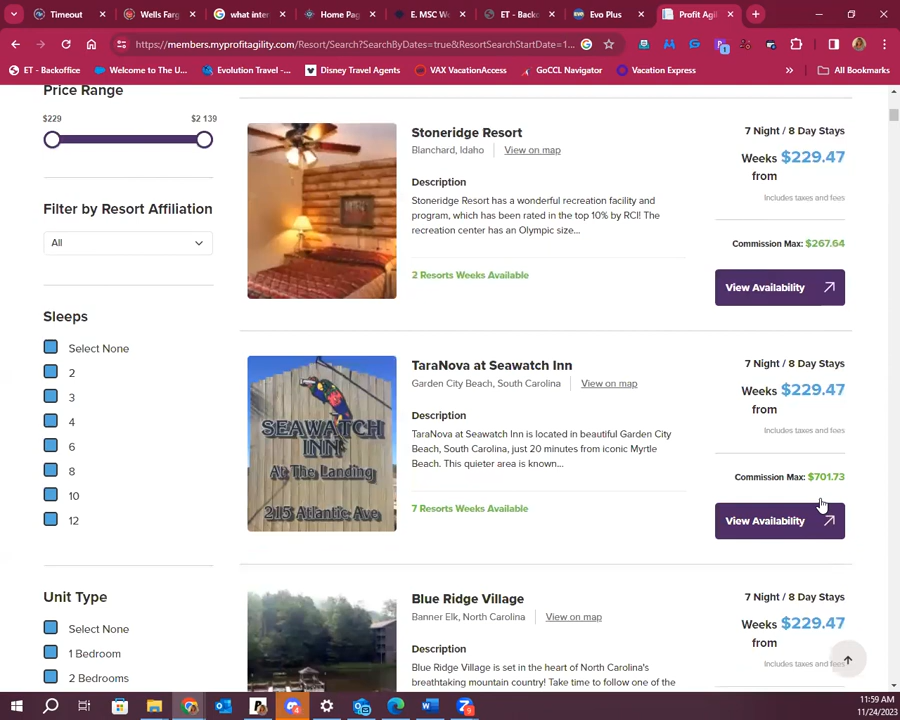 Timeout
Wells Farg
what inter
Home Pag
E. MSC Wo
ET - Backo
Evo Plus
Profit Agil
https://members.myprofitagility.com/Resort/Search?SearchByDates=true&ResortSearchStartDate=1...
ET - Backoffice
Welcome to The U...
Evolution Travel -...
Disney Travel Agents
VAX VacationAccess
GoCCL Navigator
Vacation Express
All Bookmarks
Price Range
$229
$2 139
Filter by Resort Affiliation
All
Sleeps
Select None
2
3
4
6
8
10
12
Unit Type
Select None
1 Bedroom
2 Bedrooms
Stoneridge Resort
Blanchard, Idaho
View on map
Description
Stoneridge Resort has a wonderful recreation facility and
program, which has been rated in the top 10% by RCI! The
recreation center has an Olympic size...
2 Resorts Weeks Available
7 Night / 8 Day Stays
Weeks $229.47
from
Includes taxes and fees
Commission Max: $267.64
View Availability
SEAWATCH
INN
At The Landing
215 Atlantic Ave
TaraNova at Seawatch Inn
Garden City Beach, South Carolina
View on map
Description
TaraNova at Seawatch Inn is located in beautiful Garden City
Beach, South Carolina, just 20 minutes from iconic Myrtle
Beach. This quieter area is known...
7 Resorts Weeks Available
7 Night / 8 Day Stays
Weeks $229.47
from
Includes taxes and fees
Commission Max: $701.73
View Availability
Blue Ridge Village
Banner Elk, North Carolina
View on map
Description
Blue Ridge Village is set in the heart of North Carolina's
breathtaking mountain country! Take time to follow one of the
7 Night / 8 Day Stays
Weeks $229.47
from
Includes taxes and fees
11:59 AM
11/24/2023